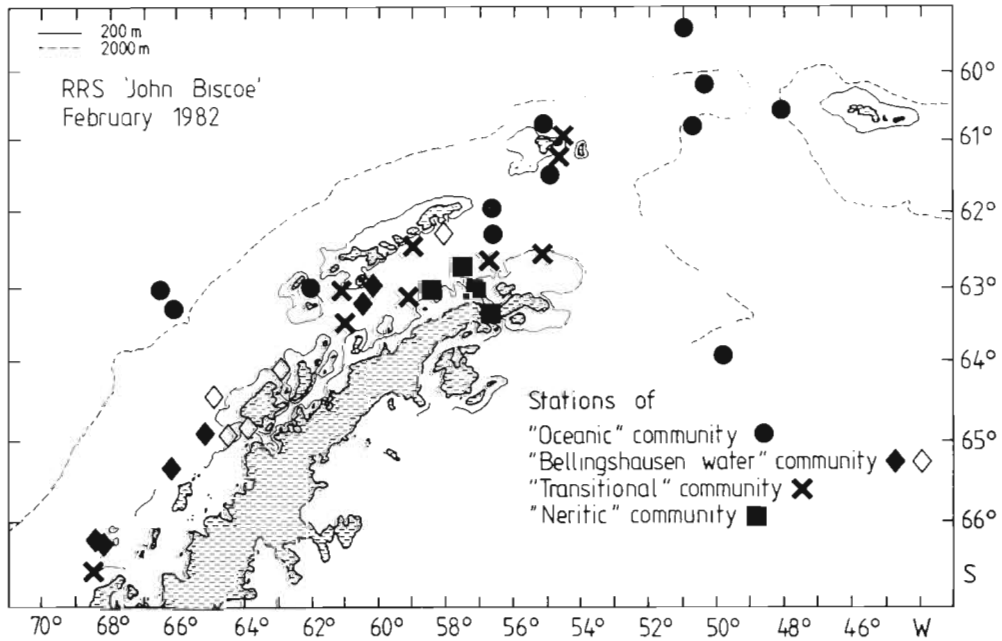 200 m
2000 m
RRS 'John Biscoe'
February 1982
60°
61°
62°
63°
64°
65°
66°
S
Stations of
"Oceanic" community
"Bellingshausen water" community
"Transitional" community
"Neritic" community
70° 68° 66° 64° 62° 60° 58° 56° 54° 52° 50° 48° 46° W